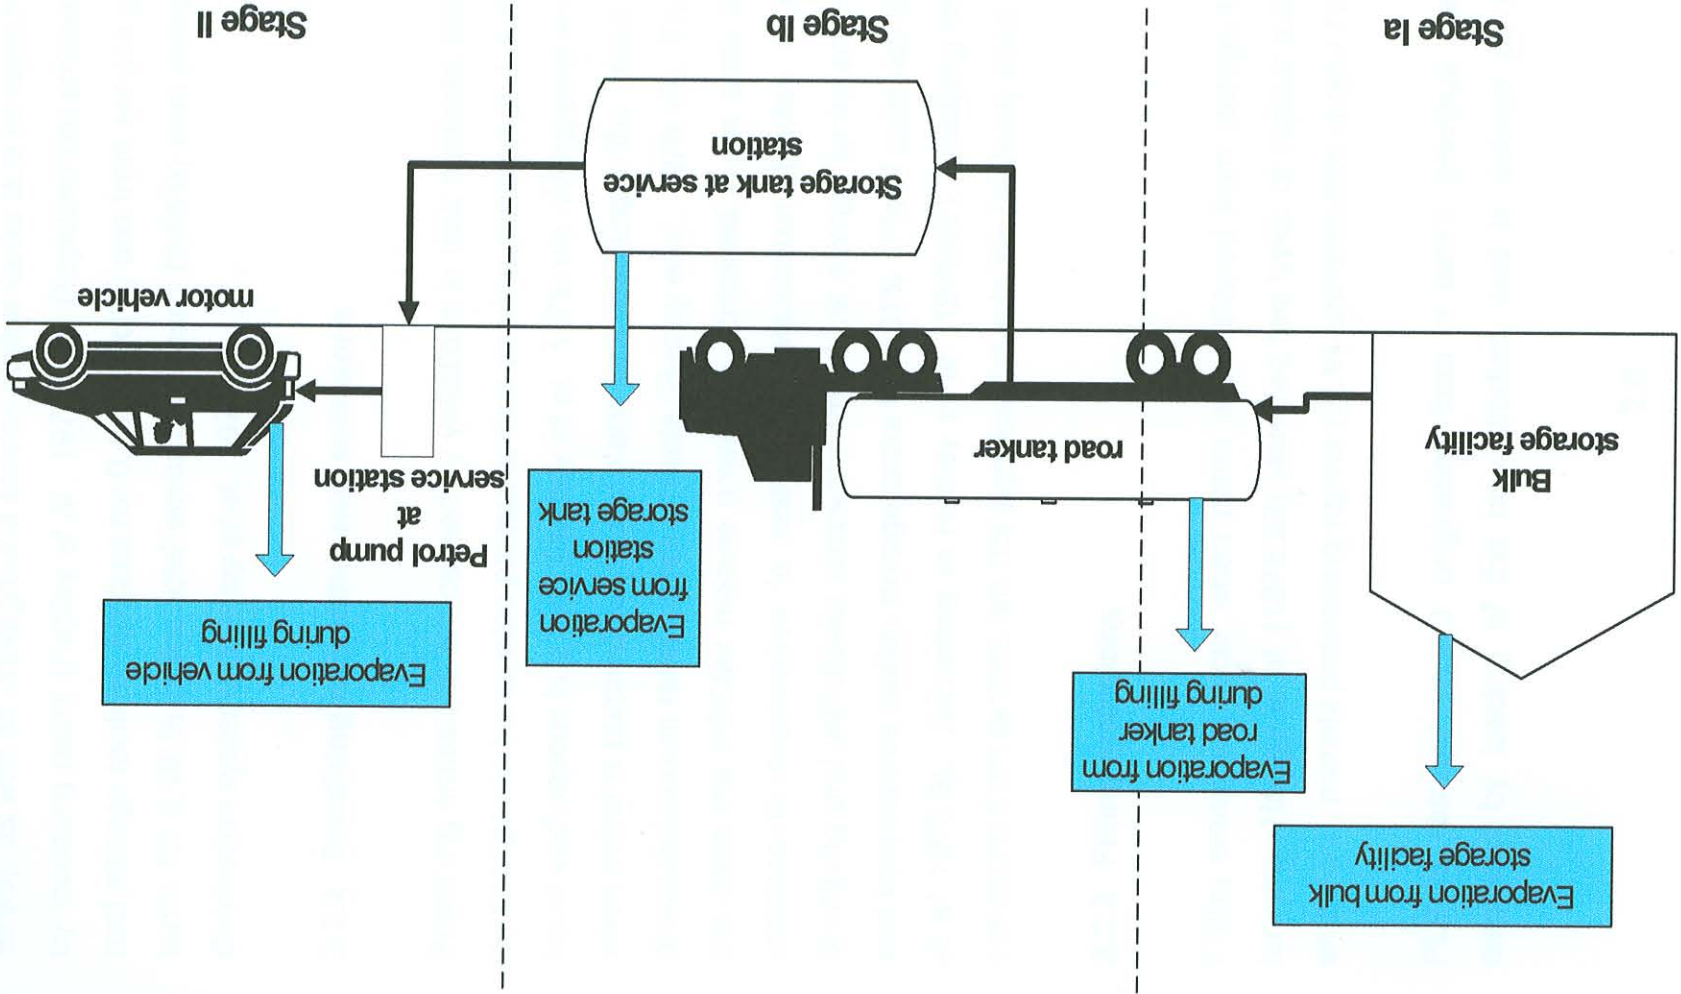 Evaporation from bulk
storage facility
Evaporation from
road tanker
during filling
Evaporation from vehicle
during filling
Evaporation
from service
station
storage tank
Petrol pump
at
service station
Bulk
storage facility
road tanker
motor vehicle
Storage tank at service
station
Stage Ia
Stage Ib
Stage II